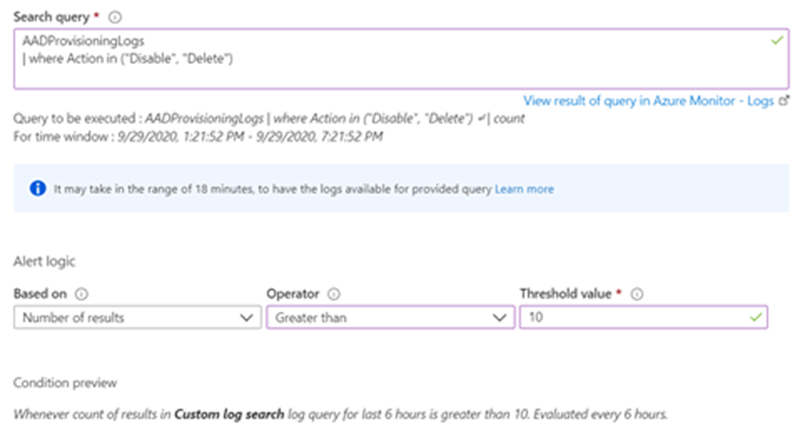 Search query *
AADProvisioningLogs
| where Action in ("Disable", "Delete")
View result of query in Azure Monitor - Logs
Query to be executed : AADProvisioningLogs | where Action in ("Disable", "Delete") ↵| count
For time window : 9/29/2020, 1:21:52 PM - 9/29/2020, 7:21:52 PM
It may take in the range of 18 minutes, to have the logs available for provided query Learn more
Alert logic
Based on Operator Threshold value *
Number of results Greater than 10
Condition preview
Whenever count of results in Custom log search log query for last 6 hours is greater than 10. Evaluated every 6 hours.